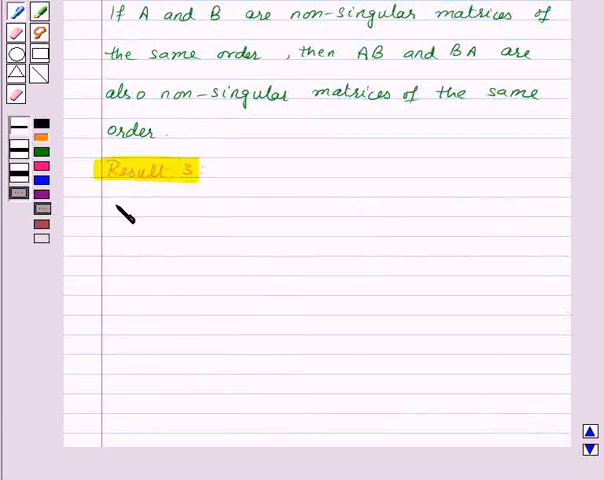 If A and B are non-singular matrices of
the same order , then AB and BA are
also non-singular matrices of the same
order.
Result 3: